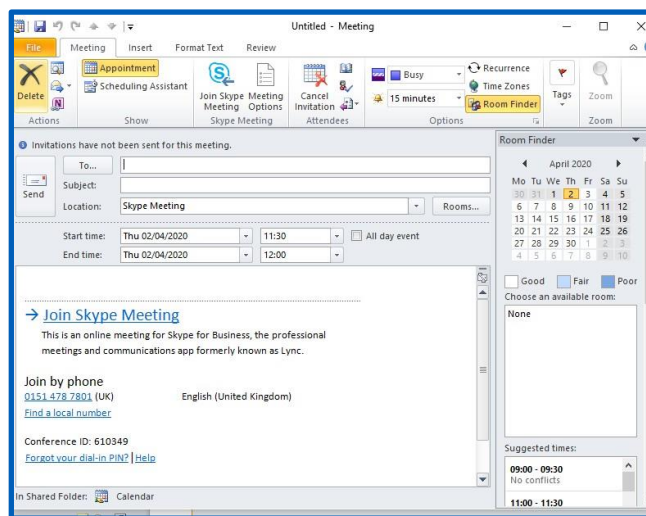 Untitled - Meeting
File Meeting Insert Format Text Review
Delete
Actions
Appointment
Scheduling Assistant
Show
Join Skype Meeting
Meeting Options
Skype Meeting
Cancel Invitation
Attendees
Busy
15 minutes
Recurrence
Time Zones
Room Finder
Options
Tags
Zoom
Zoom
Invitations have not been sent for this meeting.
Send
To...
Subject:
Location: Skype Meeting Rooms...
Start time: Thu 02/04/2020 11:30 All day event
End time: Thu 02/04/2020 12:00
→ Join Skype Meeting
This is an online meeting for Skype for Business, the professional
meetings and communications app formerly known as Lync.
Join by phone
0151 478 7801 (UK) English (United Kingdom)
Find a local number
Conference ID: 610349
Forgot your dial-in PIN? | Help
In Shared Folder: Calendar
Room Finder
April 2020
Mo Tu We Th Fr Sa Su
30 31 1 2 3 4 5
6 7 8 9 10 11 12
13 14 15 16 17 18 19
20 21 22 23 24 25 26
27 28 29 30 1 2 3
4 5 6 7 8 9 10
Good Fair Poor
Choose an available room:
None
Suggested times:
09:00 - 09:30
No conflicts
11:00 - 11:30